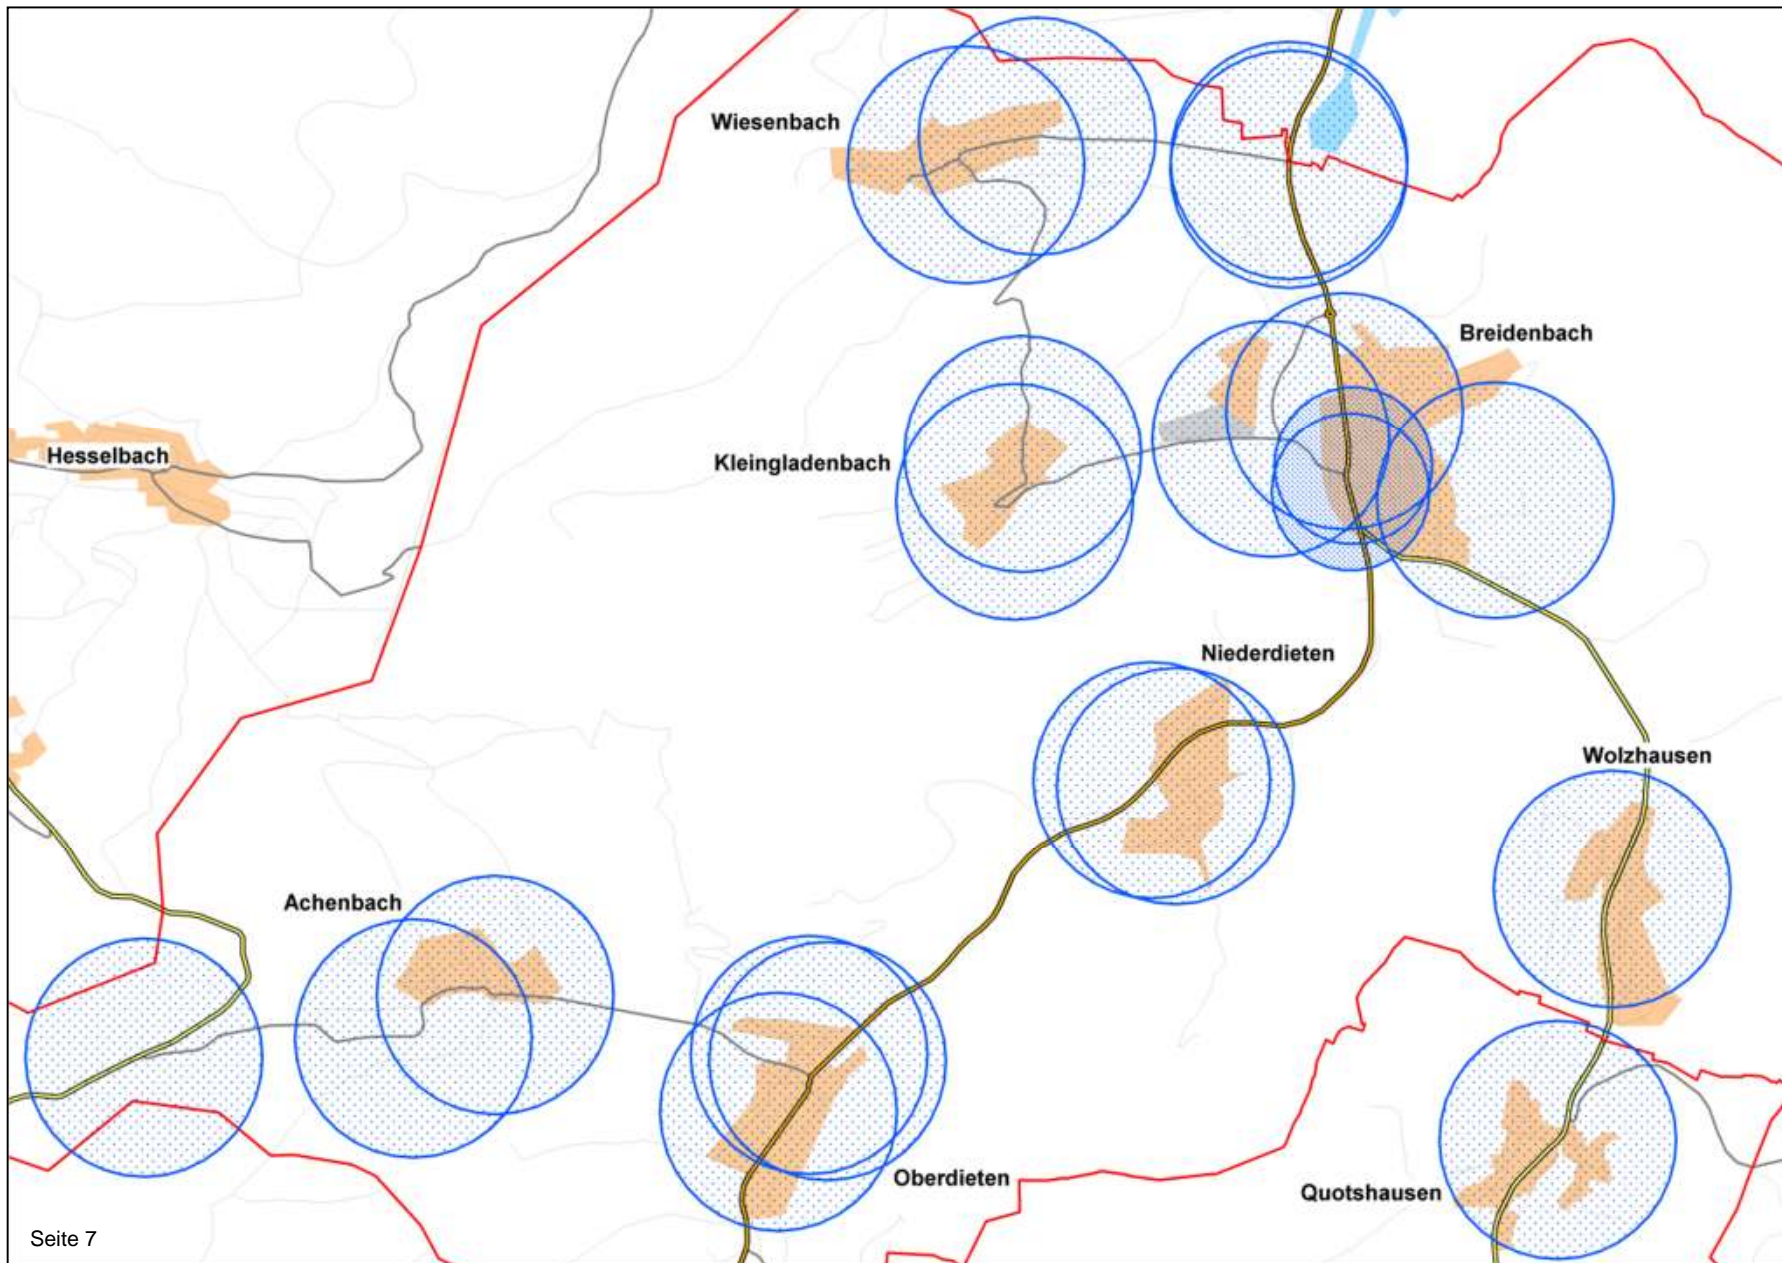 Wiesenbach
Breidenbach
Hesselbach
Kleingladenbach
Niederdieten
Wolzhausen
Achenbach
Oberdieten
Quotshausen
Seite 7